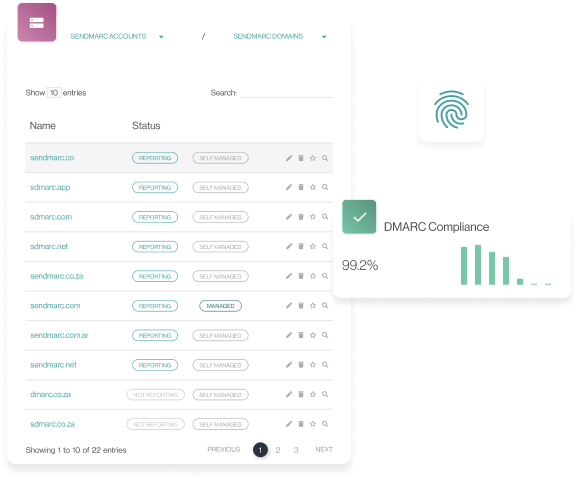 SENDMARC ACCOUNTS / SENDMARC DOMAINS
Show 10 entries Search:
Name Status
sendmarc.co REPORTING SELF MANAGED
sdmarc.app REPORTING SELF MANAGED
sdmarc.com REPORTING SELF MANAGED
sdmarc.net REPORTING SELF MANAGED
sendmarc.co.za REPORTING SELF MANAGED
sendmarc.com REPORTING MANAGED
sendmarc.com.ar REPORTING SELF MANAGED
sendmarc.net REPORTING SELF MANAGED
dmarc.co.za NOT REPORTING SELF MANAGED
sdmarc.co.za NOT REPORTING SELF MANAGED
Showing 1 to 10 of 22 entries PREVIOUS 1 2 3 NEXT
DMARC Compliance
99.2%